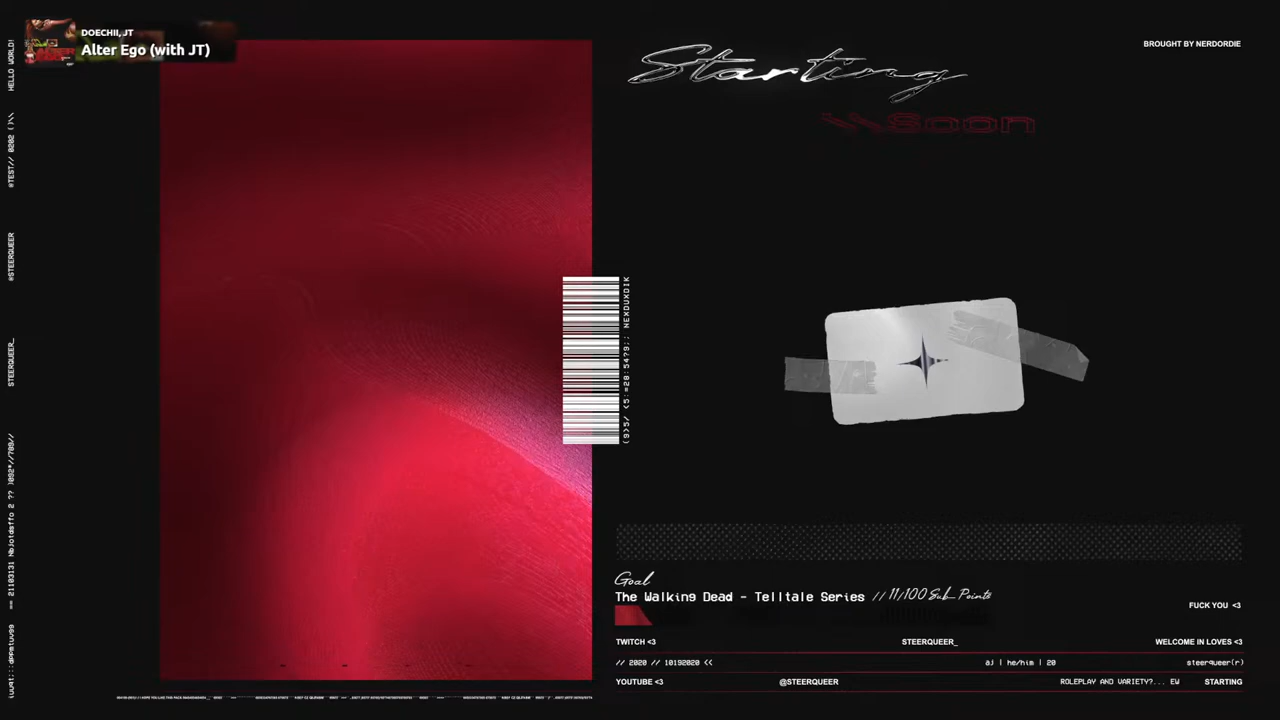 DOECHII, JT
Alter Ego (with JT)
Starting
\\Soon
BROUGHT BY NERDORDIE
HELLO WORLD!
@STEERQUEER
STEERQUEER_
Goal
The Walking Dead - Telltale Series // 11/100 Sub Points
FUCK YOU <3
TWITCH <3 STEERQUEER_ WELCOME IN LOVES <3
// 2020 // 10192020 << aj | he/him | 20 steerqueer(r)
YOUTUBE <3 @STEERQUEER ROLEPLAY AND VARIETY?... EW STARTING